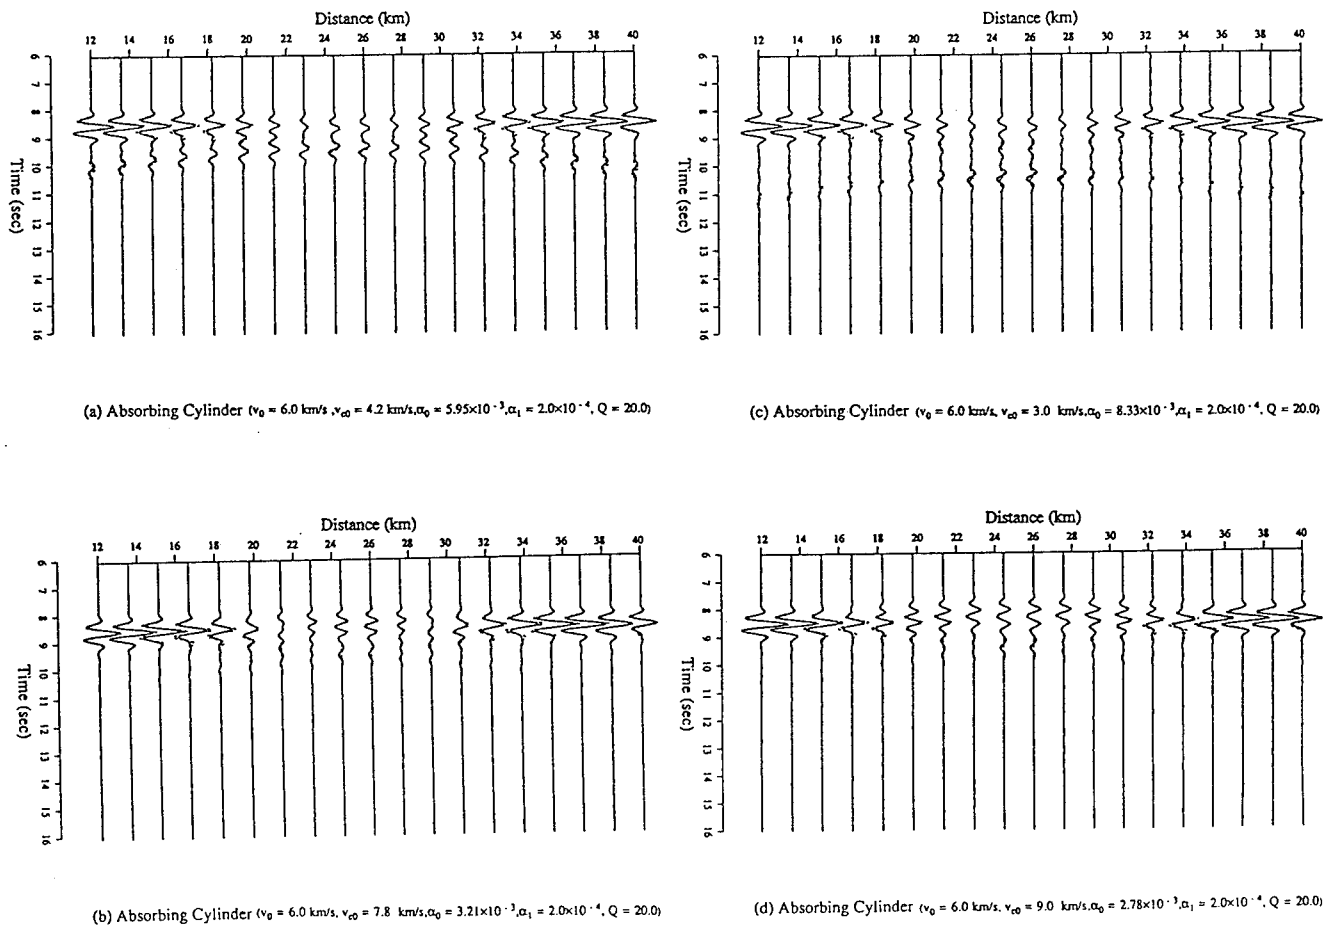 Distance (km)
12 14 16 18 20 22 24 26 28 30 32 34 36 38 40
6 7 8 9 10 11 12 13 14 15 16
Time (sec)
(a) Absorbing Cylinder (v₀ = 6.0 km/s ,v꜀₀ = 4.2 km/s,α₀ = 5.95×10⁻³,α₁ = 2.0×10⁻⁴, Q = 20.0)
Distance (km)
12 14 16 18 20 22 24 26 28 30 32 34 36 38 40
6 7 8 9 10 11 12 13 14 15 16
Time (sec)
(c) Absorbing Cylinder (v₀ = 6.0 km/s, v꜀₀ = 3.0 km/s,α₀ = 8.33×10⁻³,α₁ = 2.0×10⁻⁴, Q = 20.0)
Distance (km)
12 14 16 18 20 22 24 26 28 30 32 34 36 38 40
6 7 8 9 10 11 12 13 14 15 16
Time (sec)
(b) Absorbing Cylinder (v₀ = 6.0 km/s, v꜀₀ = 7.8 km/s,α₀ = 3.21×10⁻³,α₁ = 2.0×10⁻⁴, Q = 20.0)
Distance (km)
12 14 16 18 20 22 24 26 28 30 32 34 36 38 40
6 7 8 9 10 11 12 13 14 15 16
Time (sec)
(d) Absorbing Cylinder (v₀ = 6.0 km/s, v꜀₀ = 9.0 km/s,α₀ = 2.78×10⁻³,α₁ = 2.0×10⁻⁴, Q = 20.0)